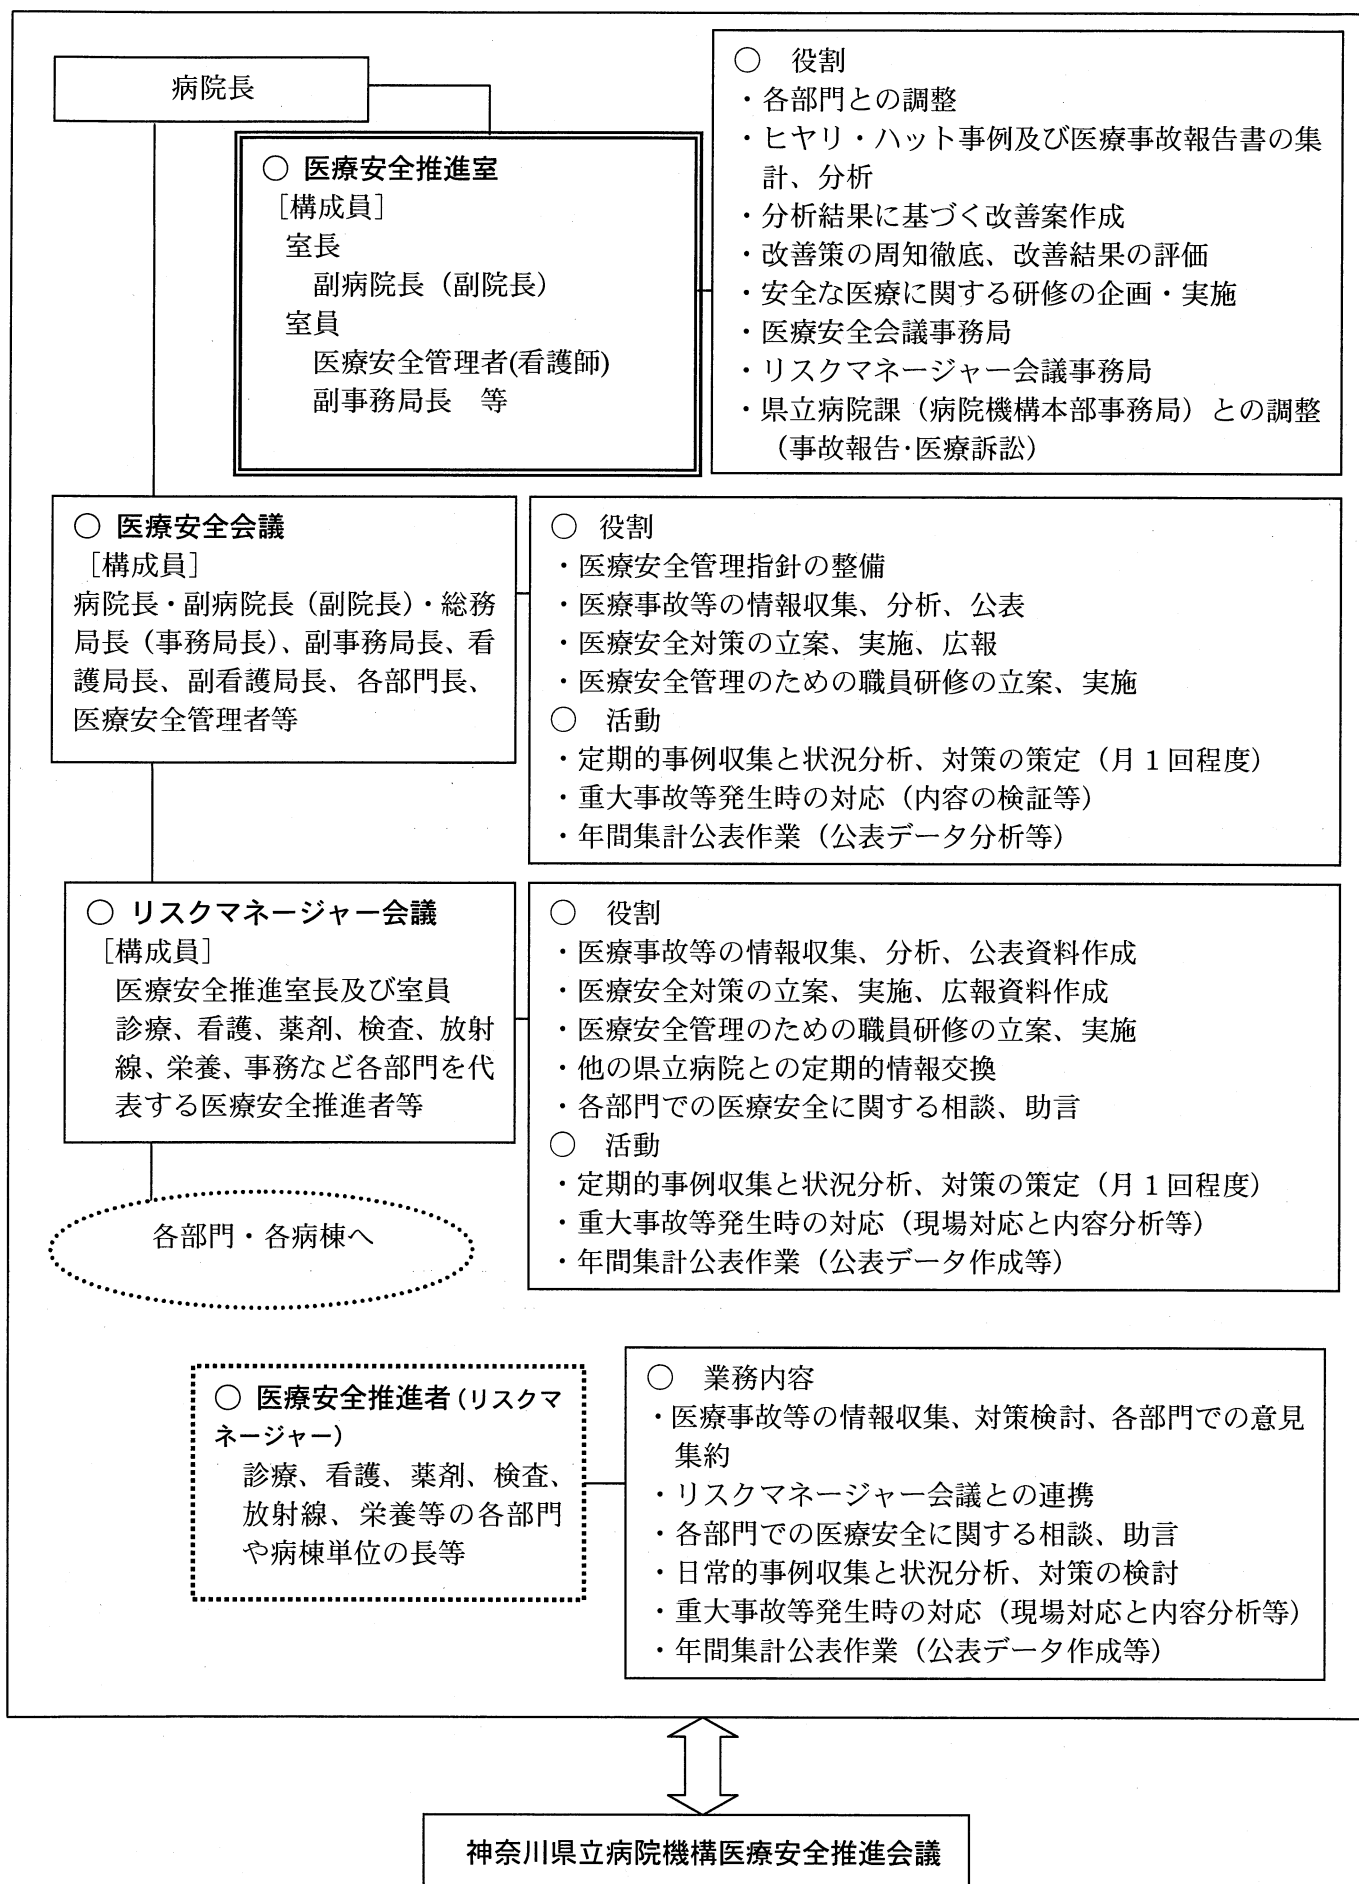 病院長
○ 医療安全推進室
［構成員］
室長
副病院長（副院長）
室員
医療安全管理者(看護師)
副事務局長　等
○　役割
・各部門との調整
・ヒヤリ・ハット事例及び医療事故報告書の集
計、分析
・分析結果に基づく改善案作成
・改善策の周知徹底、改善結果の評価
・安全な医療に関する研修の企画・実施
・医療安全会議事務局
・リスクマネージャー会議事務局
・県立病院課（病院機構本部事務局）との調整
（事故報告･医療訴訟）
○ 医療安全会議
［構成員］
病院長・副病院長（副院長）・総務
局長（事務局長）、副事務局長、看
護局長、副看護局長、各部門長、
医療安全管理者等
○ 役割
・医療安全管理指針の整備
・医療事故等の情報収集、分析、公表
・医療安全対策の立案、実施、広報
・医療安全管理のための職員研修の立案、実施
○　活動
・定期的事例収集と状況分析、対策の策定（月１回程度）
・重大事故等発生時の対応（内容の検証等）
・年間集計公表作業（公表データ分析等）
○ リスクマネージャー会議
［構成員］
医療安全推進室長及び室員
診療、看護、薬剤、検査、放射
線、栄養、事務など各部門を代
表する医療安全推進者等
○　役割
・医療事故等の情報収集、分析、公表資料作成
・医療安全対策の立案、実施、広報資料作成
・医療安全管理のための職員研修の立案、実施
・他の県立病院との定期的情報交換
・各部門での医療安全に関する相談、助言
○　活動
・定期的事例収集と状況分析、対策の策定（月１回程度）
・重大事故等発生時の対応（現場対応と内容分析等）
・年間集計公表作業（公表データ作成等）
各部門・各病棟へ
○ 医療安全推進者（リスクマ
ネージャー）
診療、看護、薬剤、検査、
放射線、栄養等の各部門
や病棟単位の長等
○　業務内容
・医療事故等の情報収集、対策検討、各部門での意見
集約
・リスクマネージャー会議との連携
・各部門での医療安全に関する相談、助言
・日常的事例収集と状況分析、対策の検討
・重大事故等発生時の対応（現場対応と内容分析等）
・年間集計公表作業（公表データ作成等）
神奈川県立病院機構医療安全推進会議